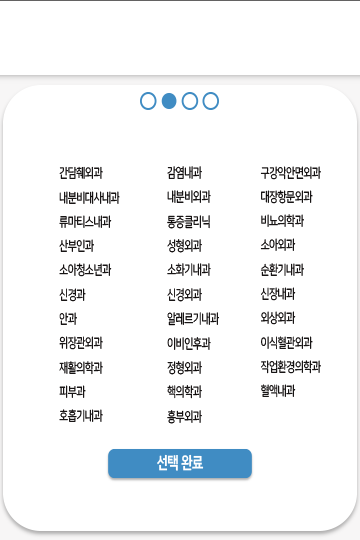 간담췌외과 감염내과 구강악안면외과
내분비대사내과 내분비외과 대장항문외과
류마티스내과 통증클리닉 비뇨의학과
산부인과 성형외과 소아외과
소아청소년과 소화기내과 순환기내과
신경과 신경외과 신장내과
안과 알레르기내과 외상외과
위장관외과 이비인후과 이식혈관외과
재활의학과 정형외과 직업환경의학과
피부과 핵의학과 혈액내과
호흡기내과 흉부외과
선택 완료